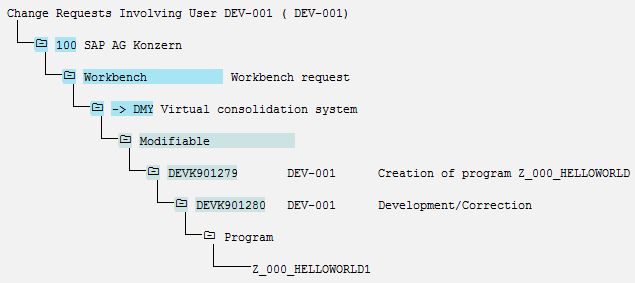 Change Requests Involving User DEV-001 ( DEV-001)
100 SAP AG Konzern
Workbench Workbench request
-> DMY Virtual consolidation system
Modifiable
DEVK901279 DEV-001 Creation of program Z_000_HELLOWORLD
DEVK901280 DEV-001 Development/Correction
Program
Z_000_HELLOWORLD1